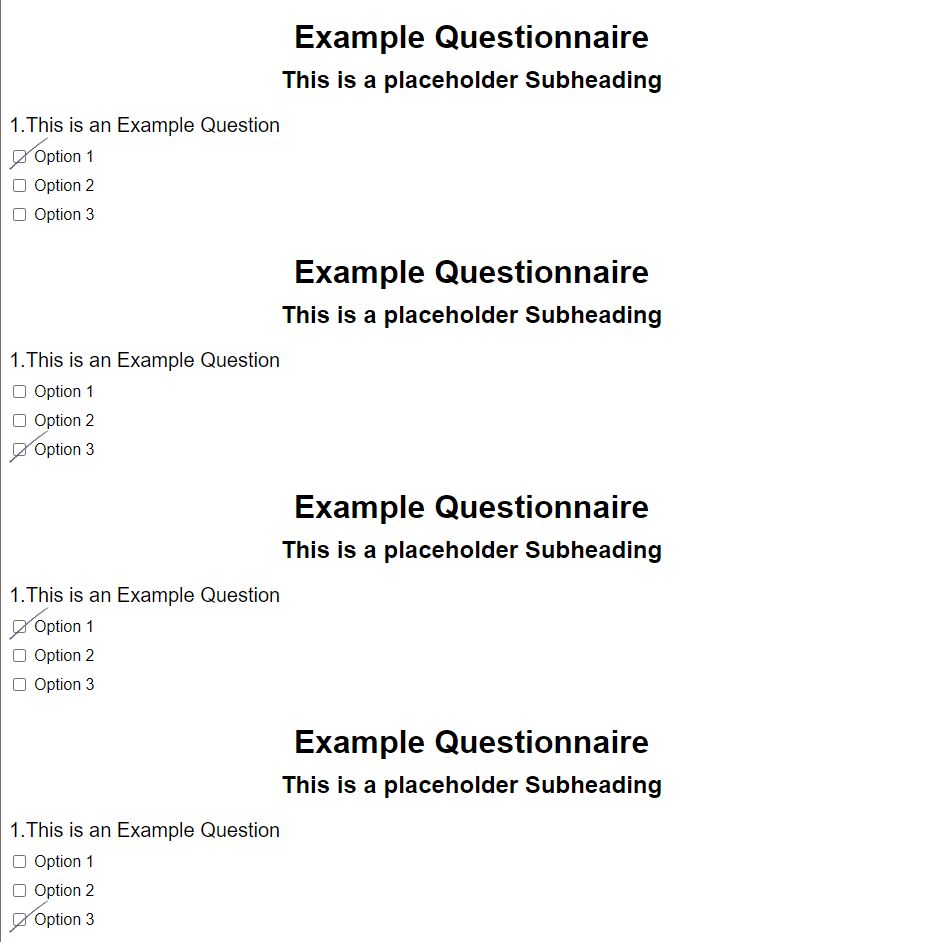 Example Questionnaire
This is a placeholder Subheading
1.This is an Example Question
Option 1
Option 2
Option 3
Example Questionnaire
This is a placeholder Subheading
1.This is an Example Question
Option 1
Option 2
Option 3
Example Questionnaire
This is a placeholder Subheading
1.This is an Example Question
Option 1
Option 2
Option 3
Example Questionnaire
This is a placeholder Subheading
1.This is an Example Question
Option 1
Option 2
Option 3